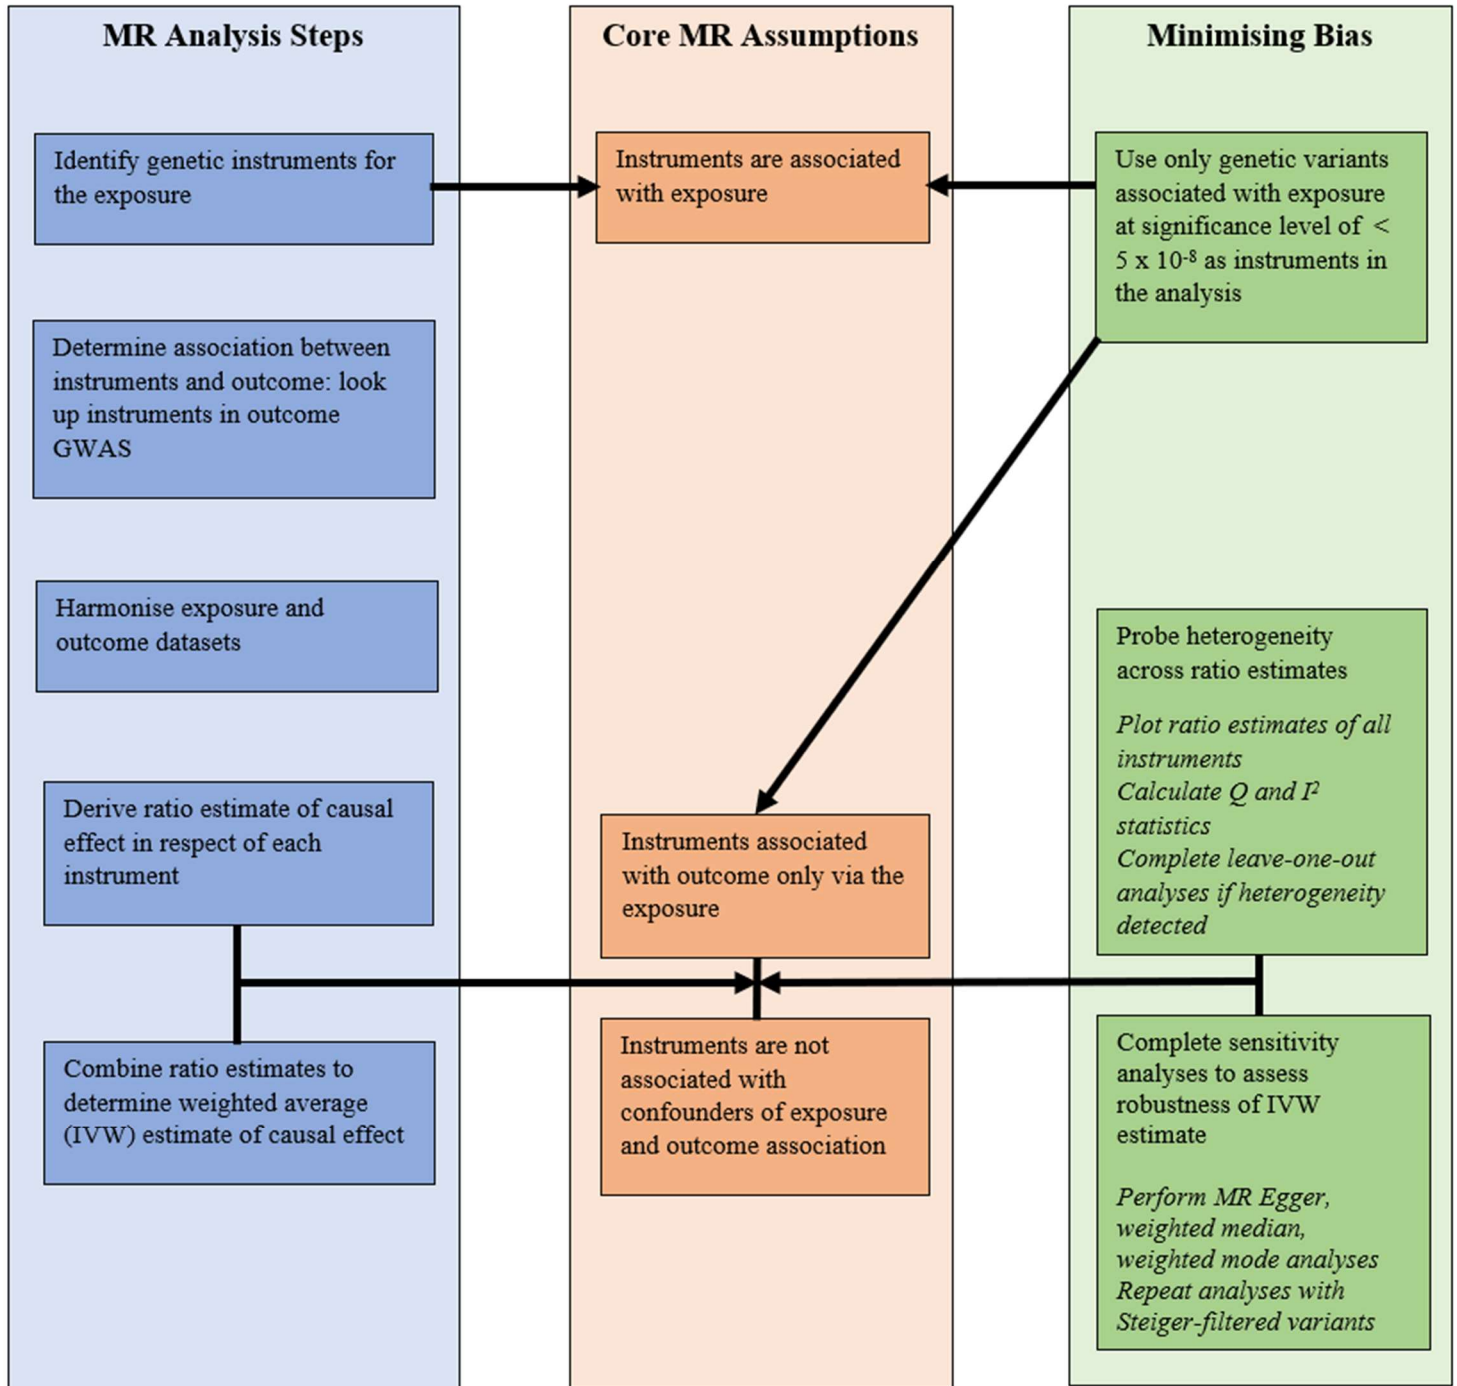 MR Analysis Steps
Identify genetic instruments for
the exposure
Determine association between
instruments and outcome: look
up instruments in outcome
GWAS
Harmonise exposure and
outcome datasets
Derive ratio estimate of causal
effect in respect of each
instrument
Combine ratio estimates to
determine weighted average
(IVW) estimate of causal effect
Core MR Assumptions
Instruments are associated
with exposure
Instruments associated
with outcome only via the
exposure
Instruments are not
associated with
confounders of exposure
and outcome association
Minimising Bias
Use only genetic variants
associated with exposure
at significance level of <
5 x 10⁻⁸ as instruments in
the analysis
Probe heterogeneity
across ratio estimates
Plot ratio estimates of all
instruments
Calculate Q and I²
statistics
Complete leave-one-out
analyses if heterogeneity
detected
Complete sensitivity
analyses to assess
robustness of IVW
estimate
Perform MR Egger,
weighted median,
weighted mode analyses
Repeat analyses with
Steiger-filtered variants